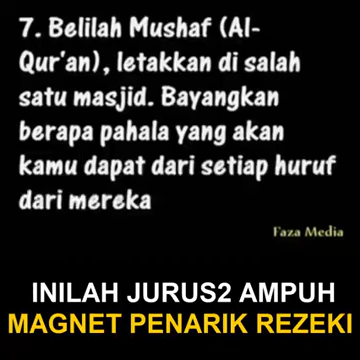 7. Belilah Mushaf (Al-
Qur'an), letakkan di salah
satu masjid. Bayangkan
berapa pahala yang akan
kamu dapat dari setiap huruf
dari mereka
Faza Media
INILAH JURUS2 AMPUH
MAGNET PENARIK REZEKI